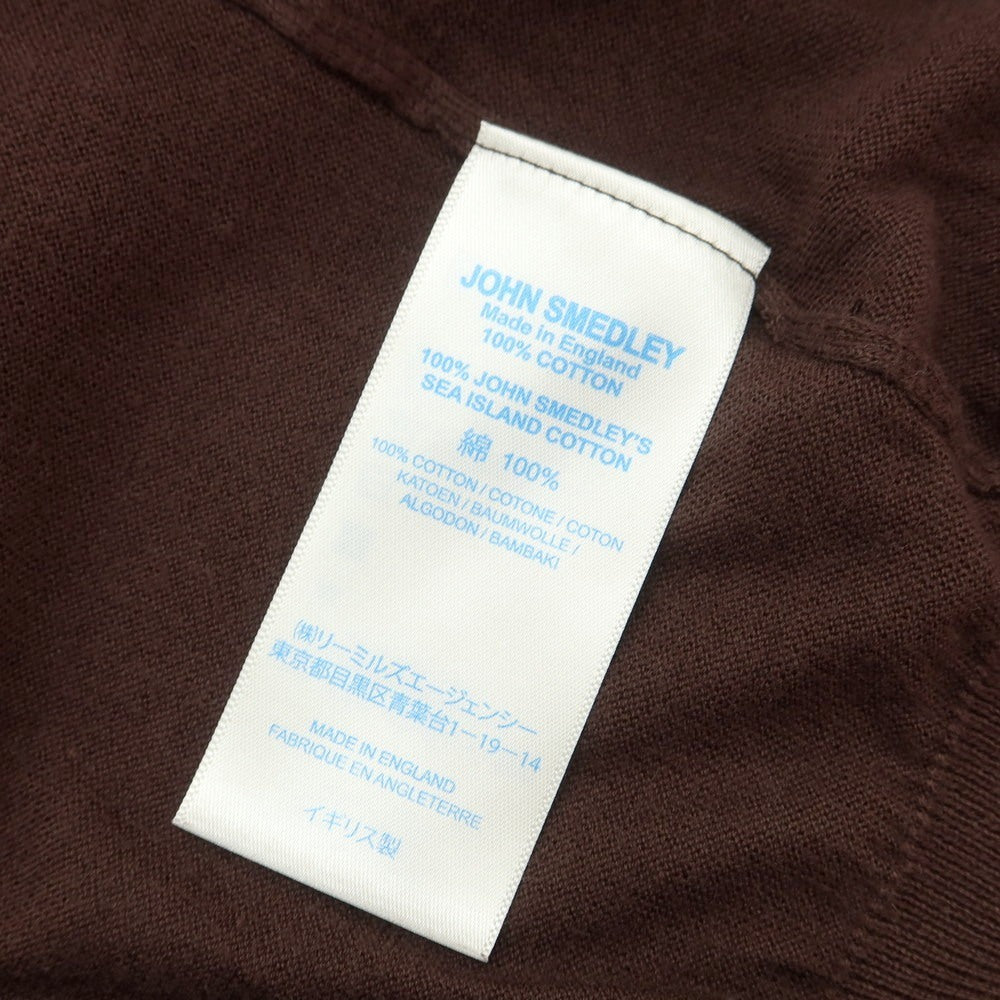 JOHN SMEDLEY
Made in England
100% COTTON
100% JOHN SMEDLEY'S
SEA ISLAND COTTON
綿 100%
100% COTTON / COTONE / COTON
KATOEN / BAUMWOLLE /
ALGODON / BAMBAKI
(株)リーミルズエージェンシー
東京都目黒区青葉台1-19-14
MADE IN ENGLAND
FABRIQUE EN ANGLETERRE
イギリス製